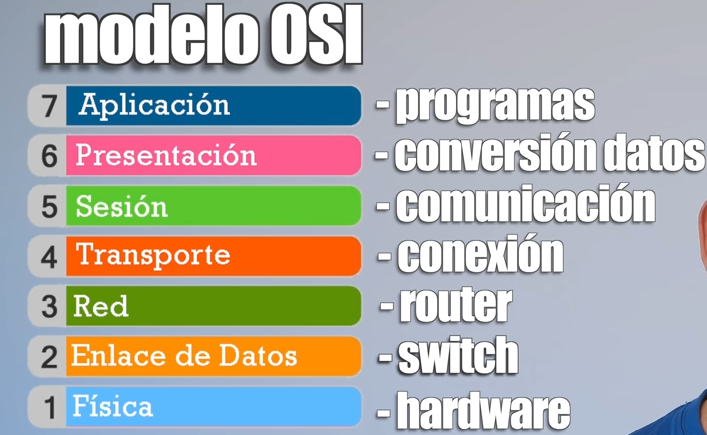 modelo OSI
7 Aplicación - programas
6 Presentación - conversión datos
5 Sesión - comunicación
4 Transporte - conexión
3 Red - router
2 Enlace de Datos - switch
1 Física - hardware